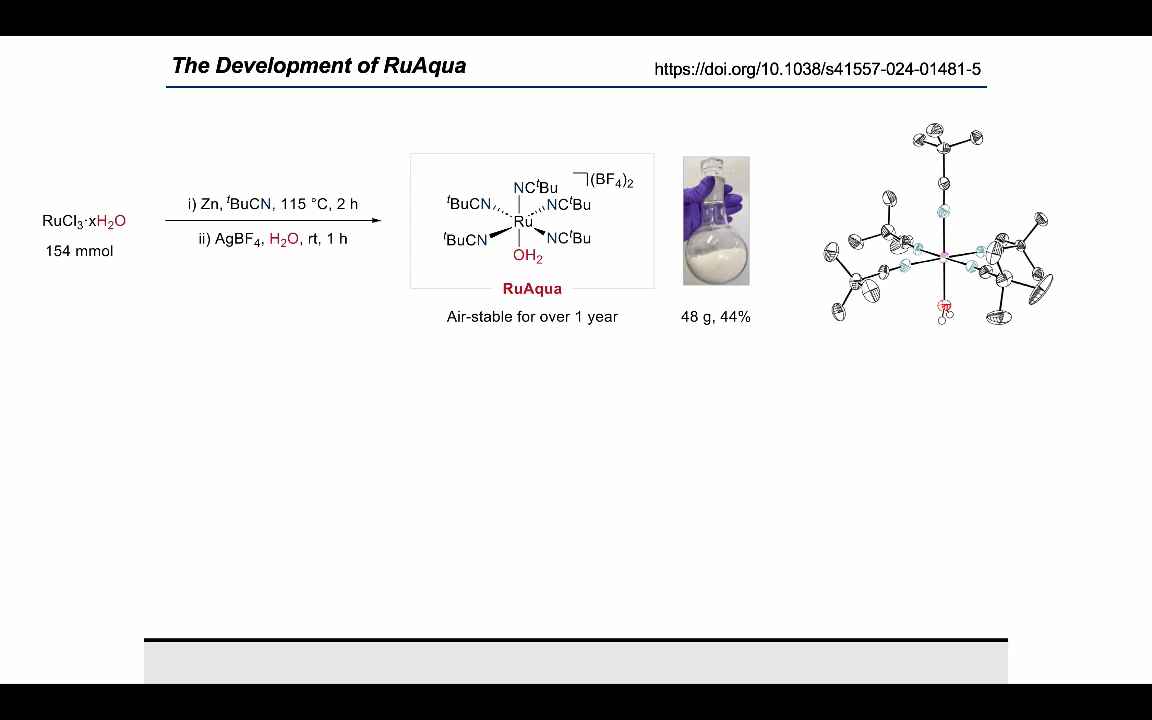 The Development of RuAqua
https://doi.org/10.1038/s41557-024-01481-5
RuCl3·xH2O
154 mmol
i) Zn, tBuCN, 115 °C, 2 h
ii) AgBF4, H2O, rt, 1 h
NCtBu
(BF4)2
tBuCN
NCtBu
Ru
tBuCN
NCtBu
OH2
RuAqua
Air-stable for over 1 year
48 g, 44%